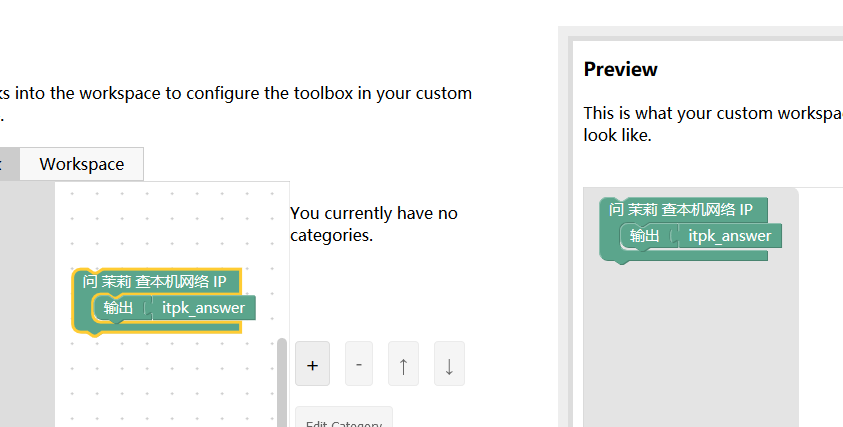 ks into the workspace to configure the toolbox in your custom
.
Workspace
You currently have no
categories.
问 茉莉 查本机网络 IP
输出 itpk_answer
+ - ↑ ↓
Edit Category
Preview
This is what your custom workspa
look like.
问 茉莉 查本机网络 IP
输出 itpk_answer